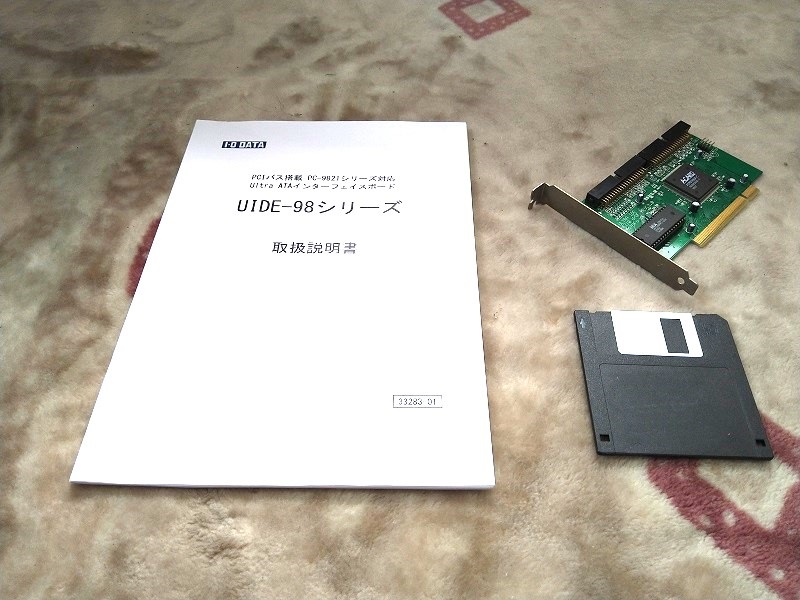 I-O DATA
PCIバス搭載 PC-9821シリーズ対応
Ultra ATAインターフェイスボード
UIDE-98シリーズ
取扱説明書
33283-01